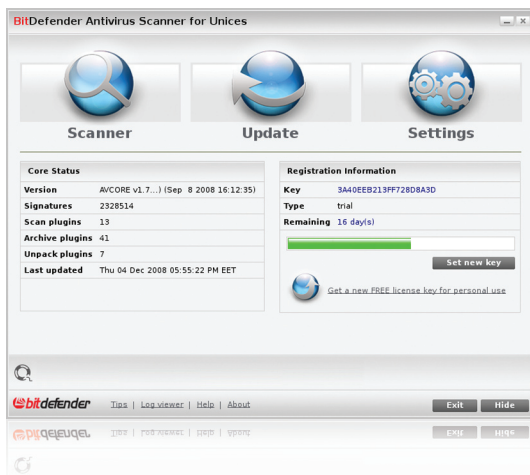 BitDefender Antivirus Scanner for Unices
Scanner
Update
Settings
Core Status
Version AVCORE v1.7...) (Sep 8 2008 16:12:35)
Signatures 2328514
Scan plugins 13
Archive plugins 41
Unpack plugins 7
Last updated Thu 04 Dec 2008 05:55:22 PM EET
Registration Information
Key 3A40EEB213FF728D8A3D
Type trial
Remaining 16 day(s)
Set new key
Get a new FREE license key for personal use
bitdefender Tips | Log viewer | Help | About
Exit Hide